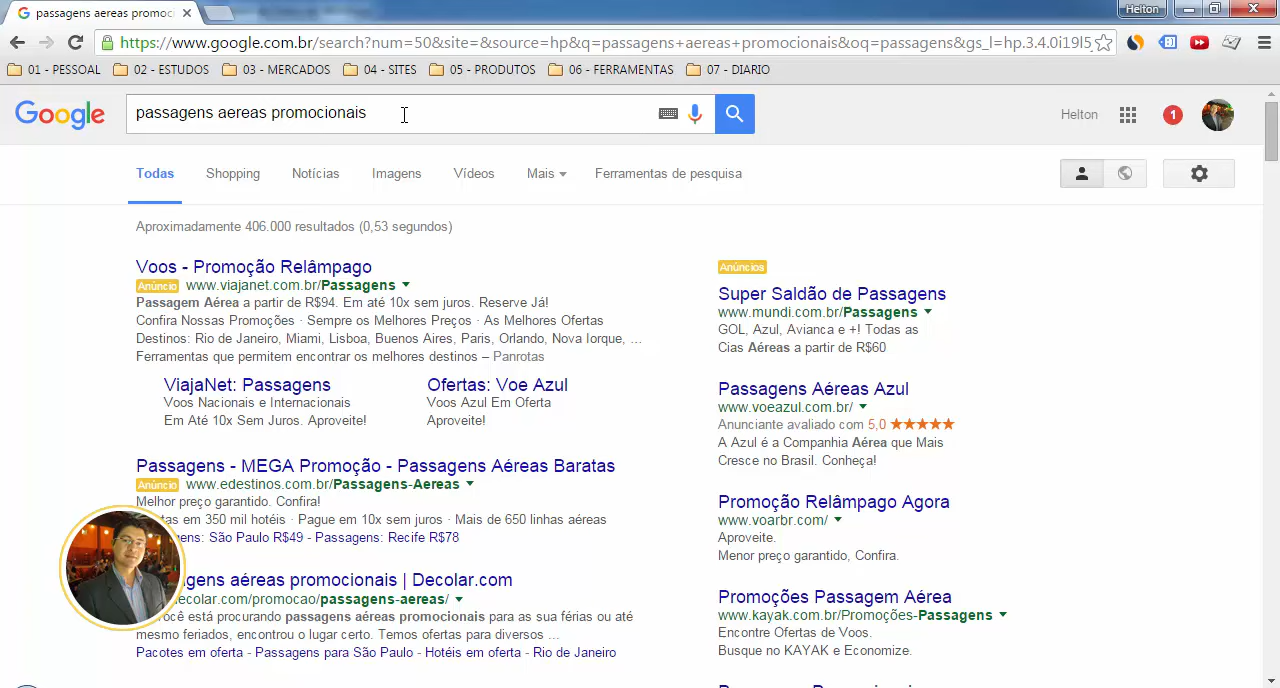 passagens aereas promoci
Helton
https://www.google.com.br/search?num=50&site=&source=hp&q=passagens+aereas+promocionais&oq=passagens&gs_l=hp.3.4.0i19l5
01 - PESSOAL 02 - ESTUDOS 03 - MERCADOS 04 - SITES 05 - PRODUTOS 06 - FERRAMENTAS 07 - DIARIO
Google
passagens aereas promocionais
Helton
1
Todas Shopping Notícias Imagens Vídeos Mais Ferramentas de pesquisa
Aproximadamente 406.000 resultados (0,53 segundos)
Voos - Promoção Relâmpago
Anúncio www.viajanet.com.br/Passagens
Passagem Aérea a partir de R$94. Em até 10x sem juros. Reserve Já!
Confira Nossas Promoções · Sempre os Melhores Preços · As Melhores Ofertas
Destinos: Rio de Janeiro, Miami, Lisboa, Buenos Aires, Paris, Orlando, Nova Iorque, ...
Ferramentas que permitem encontrar os melhores destinos – Panrotas
ViajaNet: Passagens
Voos Nacionais e Internacionais
Em Até 10x Sem Juros. Aproveite!
Ofertas: Voe Azul
Voos Azul Em Oferta
Aproveite!
Passagens - MEGA Promoção - Passagens Aéreas Baratas
Anúncio www.edestinos.com.br/Passagens-Aereas
Melhor preço garantido. Confira!
em 350 mil hotéis · Pague em 10x sem juros · Mais de 650 linhas aéreas
São Paulo R$49 - Passagens: Recife R$78
aéreas promocionais | Decolar.com
decolar.com/promocao/passagens-aereas/
você está procurando passagens aéreas promocionais para as sua férias ou até
mesmo feriados, encontrou o lugar certo. Temos ofertas para diversos ...
Pacotes em oferta - Passagens para São Paulo - Hotéis em oferta - Rio de Janeiro
Anúncios
Super Saldão de Passagens
www.mundi.com.br/Passagens
GOL, Azul, Avianca e +! Todas as
Cias Aéreas a partir de R$60
Passagens Aéreas Azul
www.voeazul.com.br/
Anunciante avaliado com 5,0 ★★★★★
A Azul é a Companhia Aérea que Mais
Cresce no Brasil. Conheça!
Promoção Relâmpago Agora
www.voarbr.com/
Aproveite.
Menor preço garantido, Confira.
Promoções Passagem Aérea
www.kayak.com.br/Promoções-Passagens
Encontre Ofertas de Voos.
Busque no KAYAK e Economize.